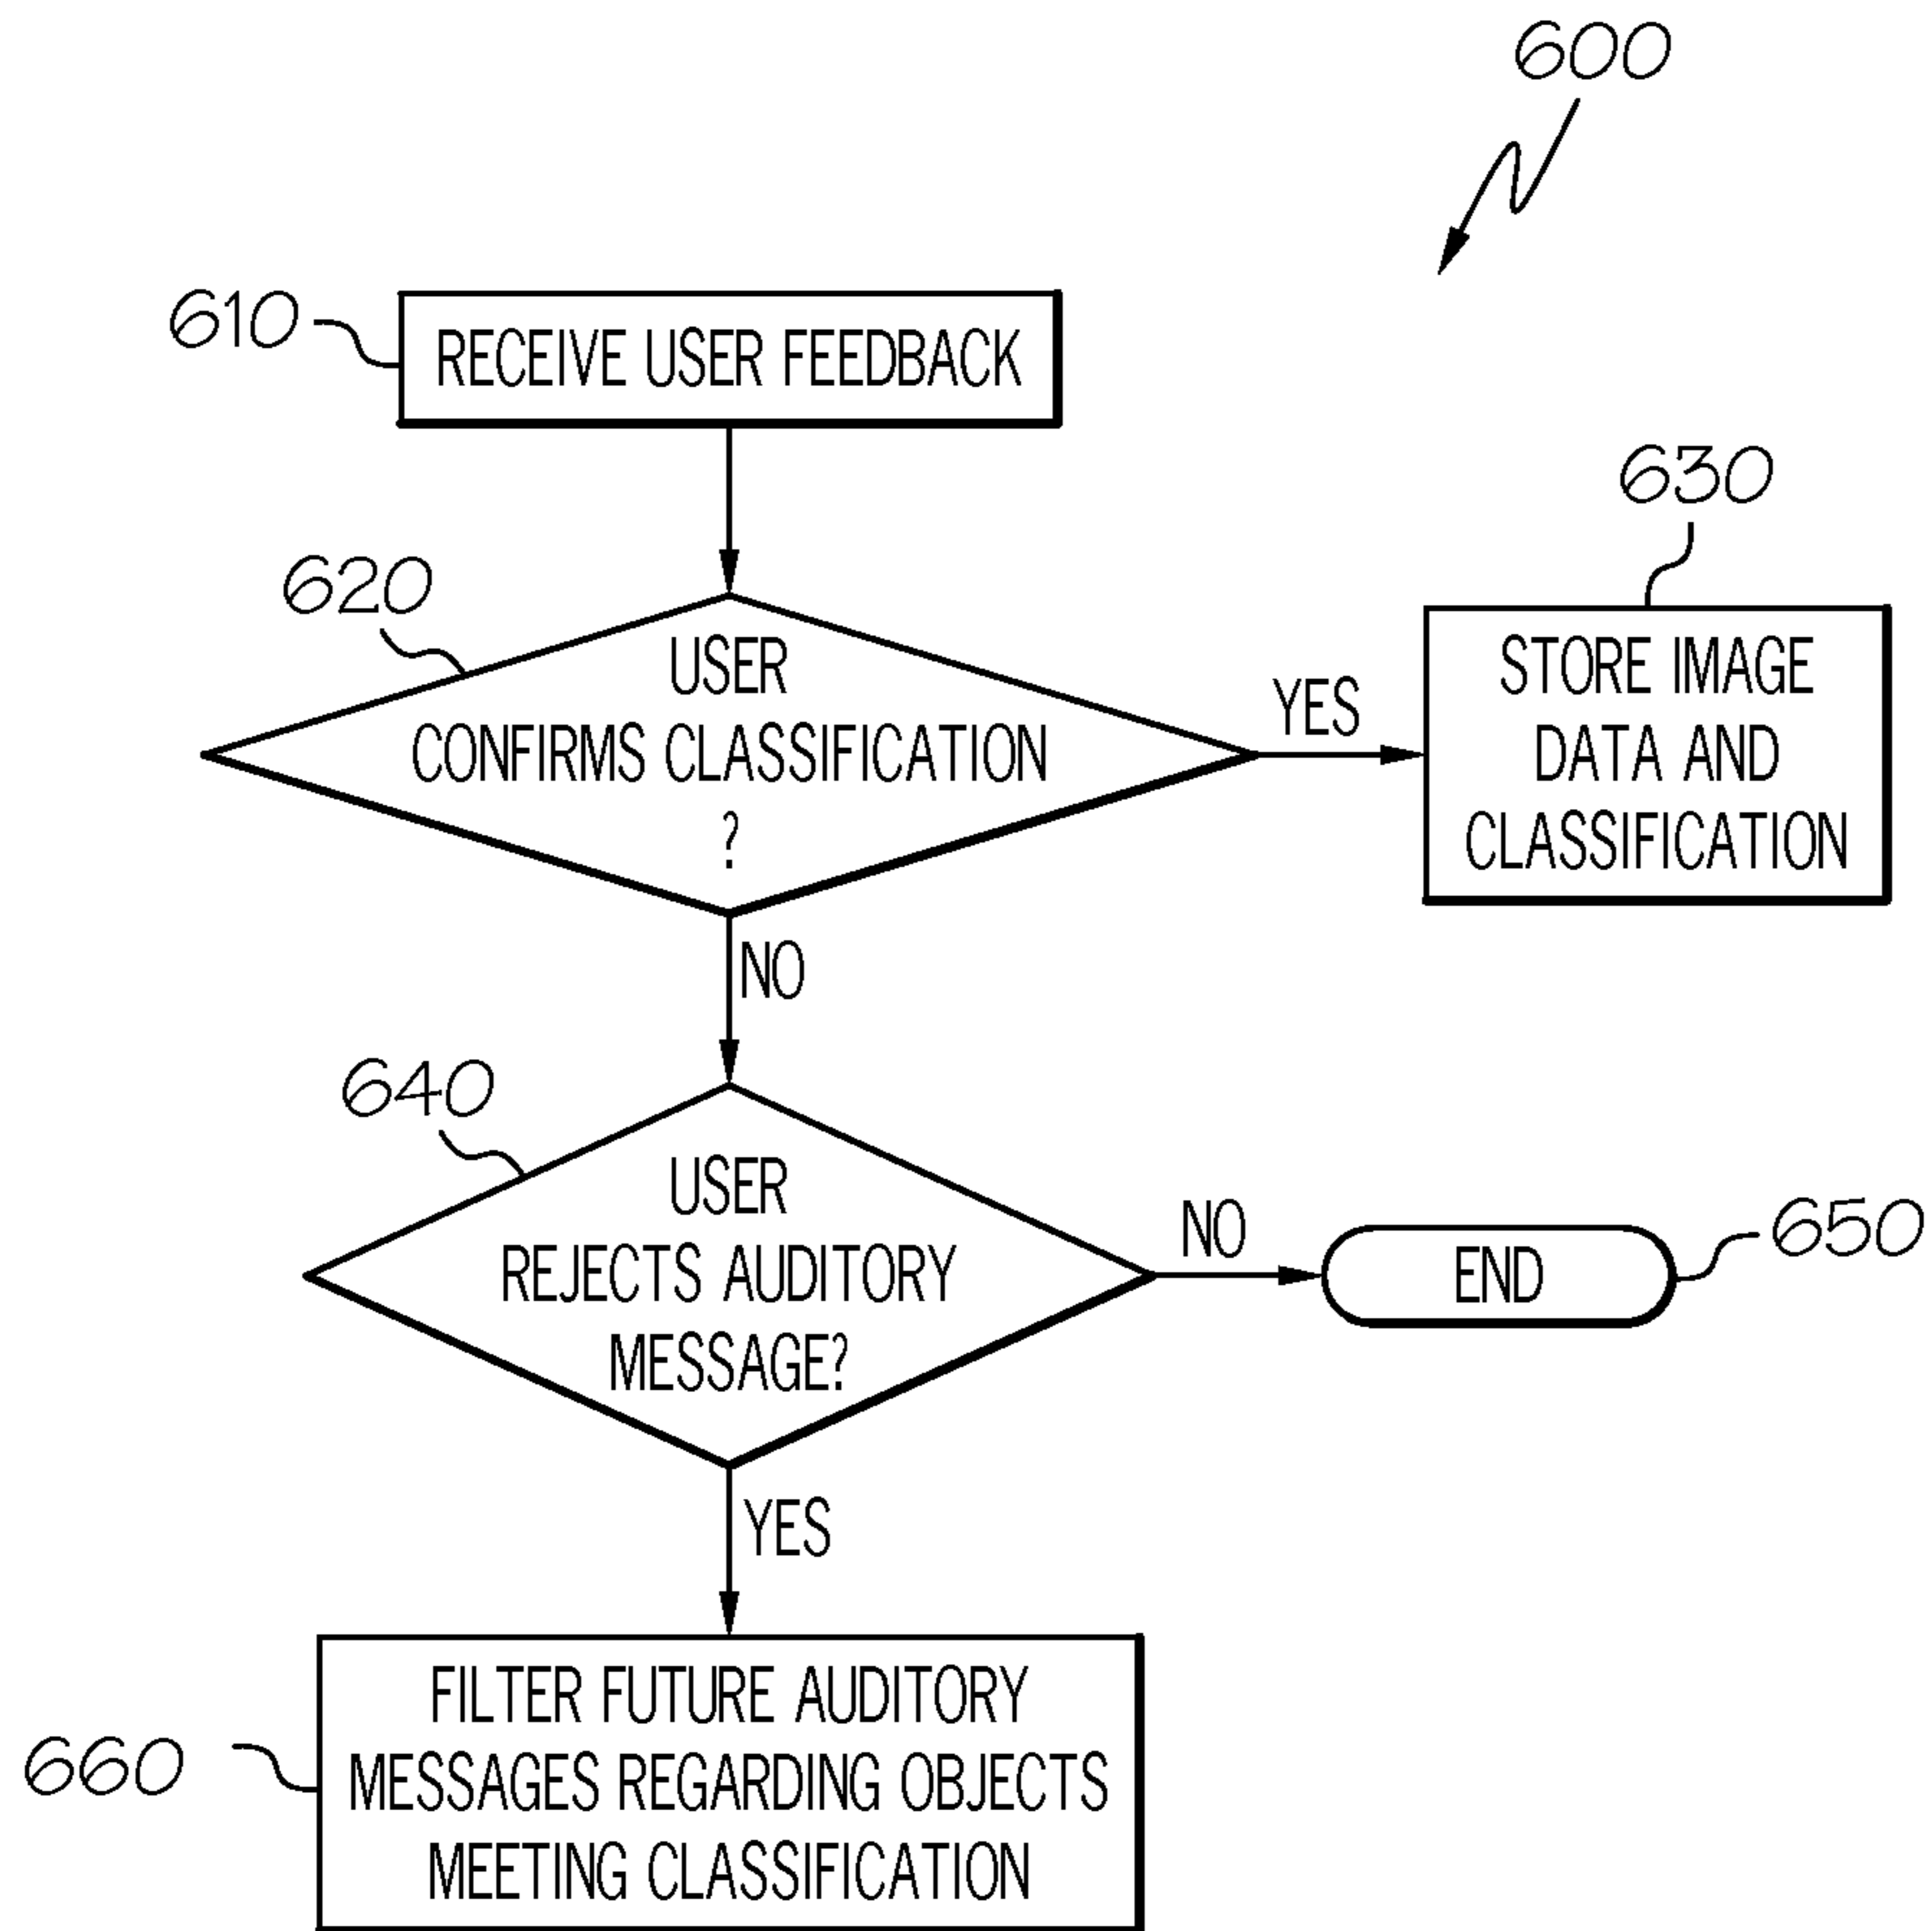 600
610
RECEIVE USER FEEDBACK
620
USER
CONFIRMS CLASSIFICATION
?
YES
630
STORE IMAGE
DATA AND
CLASSIFICATION
NO
640
USER
REJECTS AUDITORY
MESSAGE?
NO
END
650
YES
660
FILTER FUTURE AUDITORY
MESSAGES REGARDING OBJECTS
MEETING CLASSIFICATION